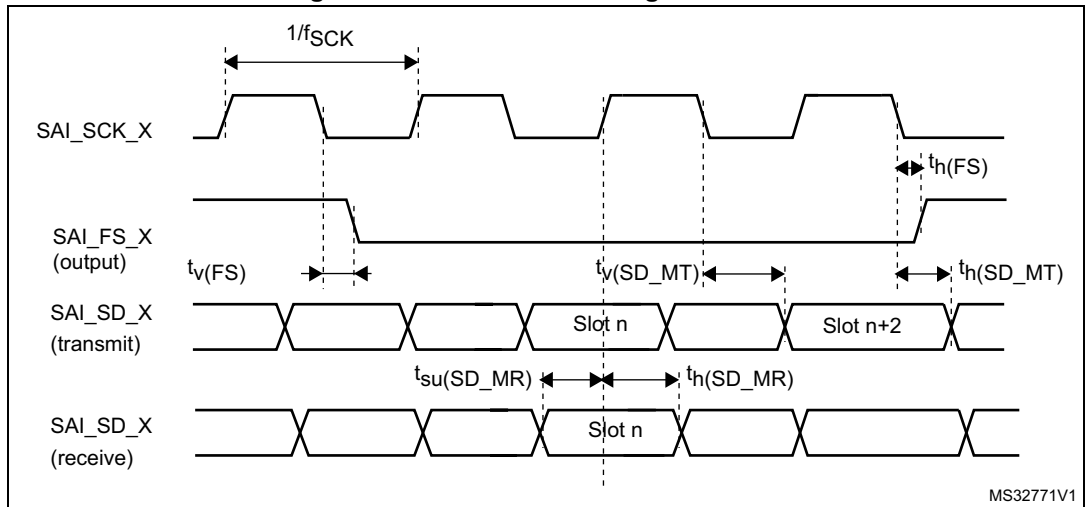 1/fSCK
SAI_SCK_X
th(FS)
SAI_FS_X
(output)
tv(FS)
tv(SD_MT)
th(SD_MT)
SAI_SD_X
(transmit)
Slot n
Slot n+2
tsu(SD_MR)
th(SD_MR)
SAI_SD_X
(receive)
Slot n
MS32771V1